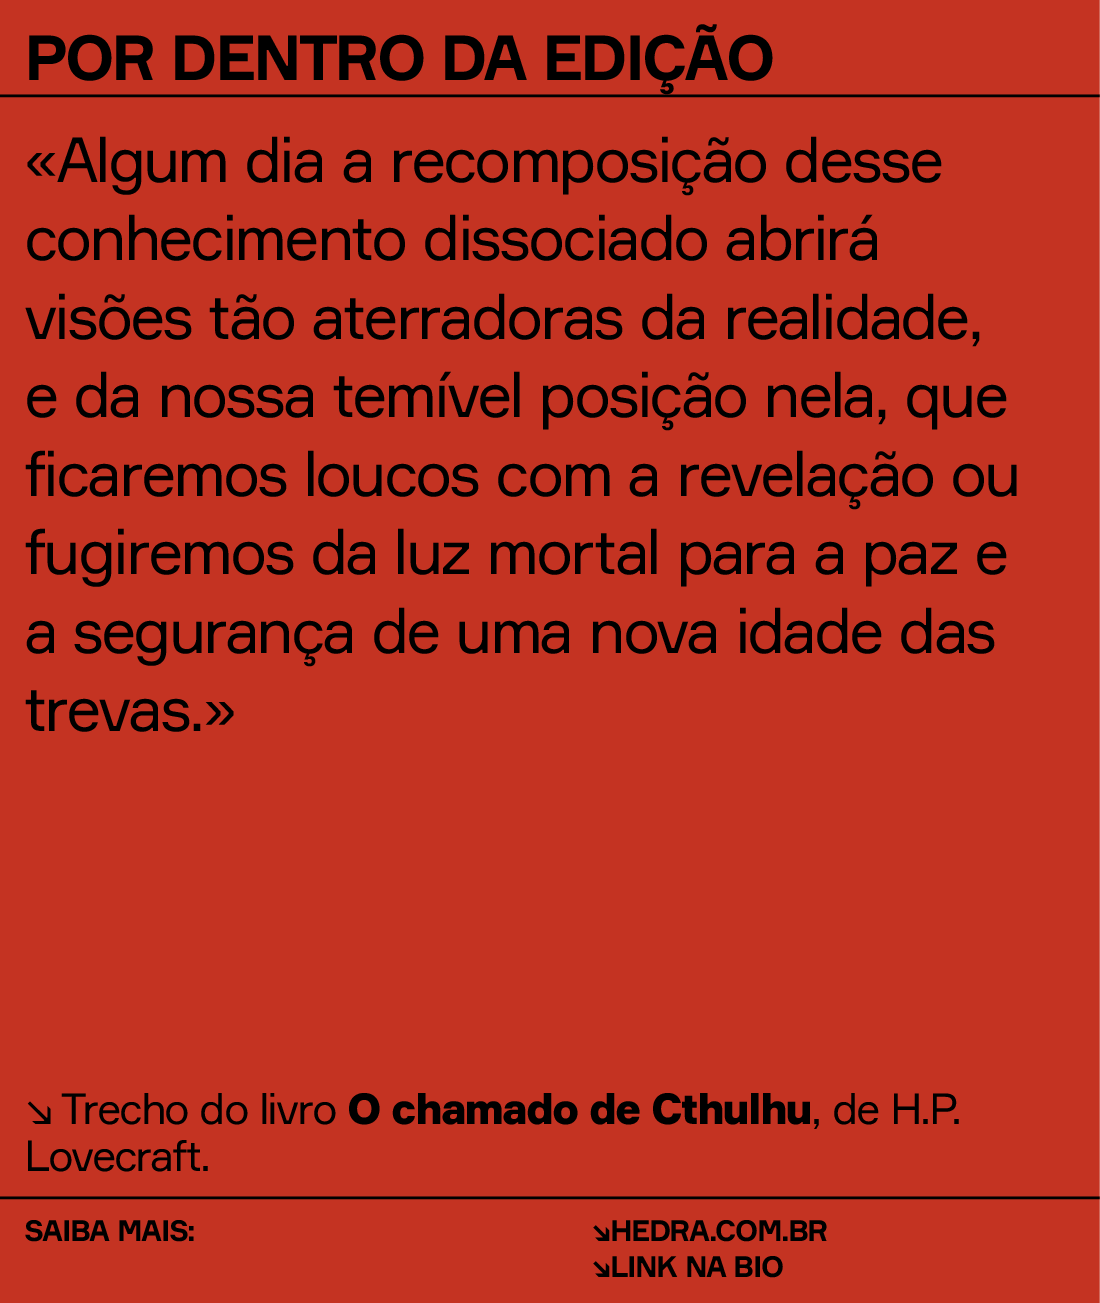 POR DENTRO DA EDIÇÃO
«Algum dia a recomposição desse
conhecimento dissociado abrirá
visões tão aterradoras da realidade,
e da nossa temível posição nela, que
ficaremos loucos com a revelação ou
fugiremos da luz mortal para a paz e
a segurança de uma nova idade das
trevas.»
↘ Trecho do livro O chamado de Cthulhu, de H.P.
Lovecraft.
SAIBA MAIS:
↘HEDRA.COM.BR
↘LINK NA BIO